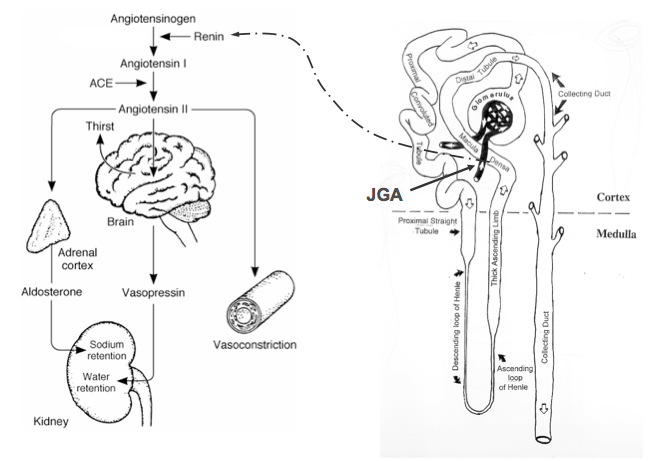 Angiotensinogen
Renin
Angiotensin I
ACE
Angiotensin II
Thirst
Brain
Adrenal
cortex
Aldosterone
Vasopressin
Vasoconstriction
Sodium
retention
Water
retention
Kidney
Proximal
Convoluted
Tubule
Distal Tubule
Glomerulus
Macula
Densa
Collecting Duct
JGA
Cortex
Medulla
Proximal Straight
Tubule
Thick Ascending Limb
Descending loop of Henle
Ascending
loop
of Henle
Collecting Duct